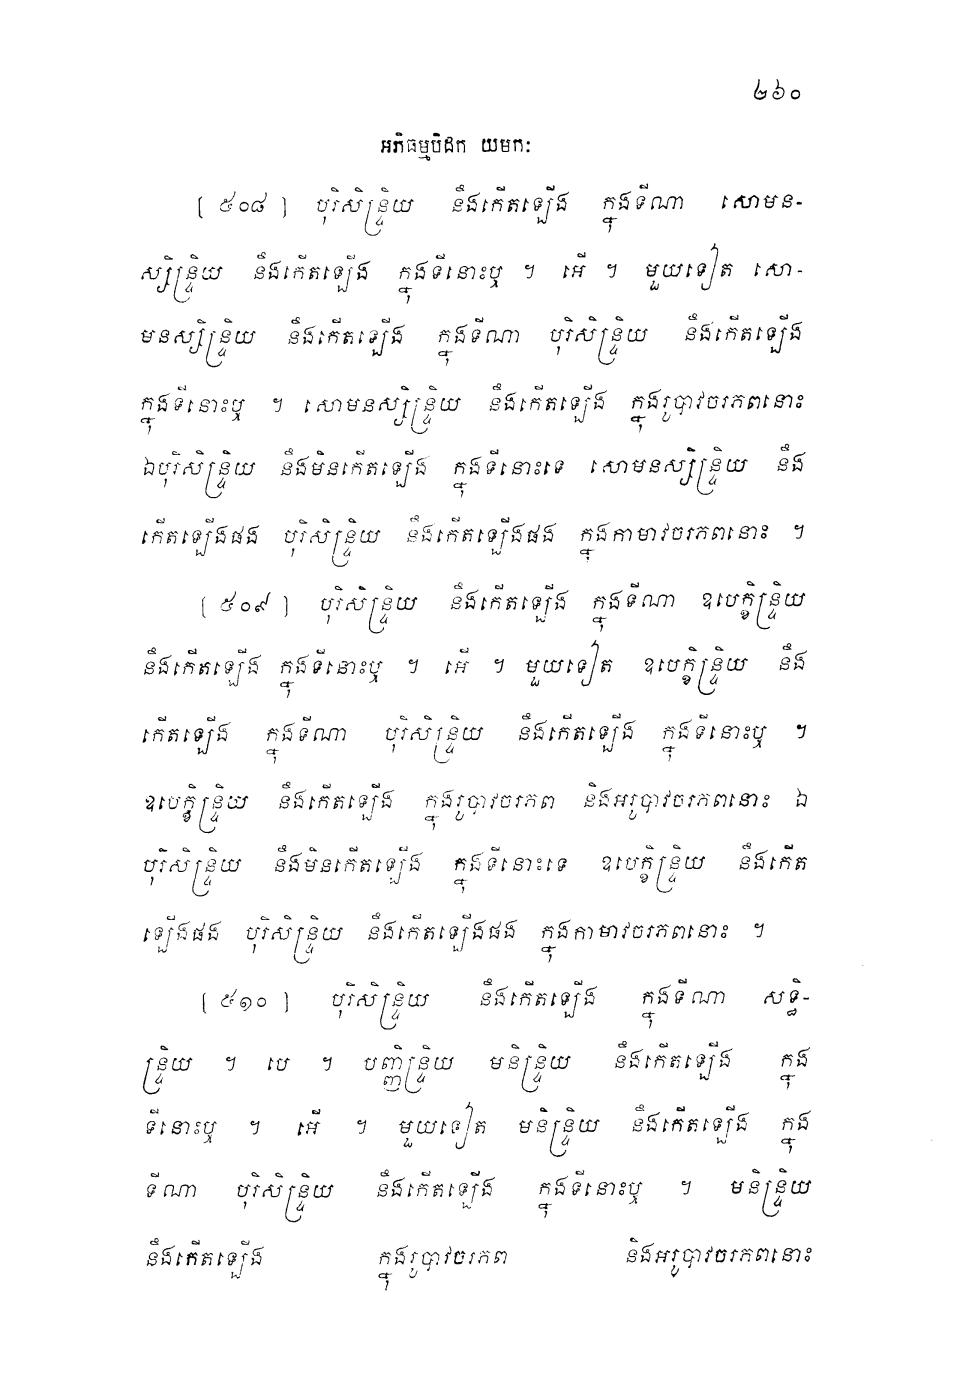 ២៦០
អភិធម្មបិដក យមកៈ
[ ៥០៨ ] បុរិសិន្ទ្រិយ នឹងកើតឡើង ក្នុងទីណា សោមន-
ស្សិន្ទ្រិយ នឹងកើតឡើង ក្នុងទីនោះឬ ។ អើ ។ មួយទៀត សោ-
មនស្សិន្ទ្រិយ នឹងកើតឡើង ក្នុងទីណា បុរិសិន្ទ្រិយ នឹងកើតឡើង
ក្នុងទីនោះឬ ។ សោមនស្សិន្ទ្រិយ នឹងកើតឡើង ក្នុងរូបាវចរភពនោះ
ឯបុរិសិន្ទ្រិយ នឹងមិនកើតឡើង ក្នុងទីនោះទេ សោមនស្សិន្ទ្រិយ នឹង
កើតឡើងផង បុរិសិន្ទ្រិយ នឹងកើតឡើងផង ក្នុងកាមាវចរភពនោះ ។
[ ៥០៩ ] បុរិសិន្ទ្រិយ នឹងកើតឡើង ក្នុងទីណា ឧបេក្ខិន្ទ្រិយ
នឹងកើតឡើង ក្នុងទីនោះឬ ។ អើ ។ មួយទៀត ឧបេក្ខិន្ទ្រិយ នឹង
កើតឡើង ក្នុងទីណា បុរិសិន្ទ្រិយ នឹងកើតឡើង ក្នុងទីនោះឬ ។
ឧបេក្ខិន្ទ្រិយ នឹងកើតឡើង ក្នុងរូបាវចរភព និងអរូបាវចរភពនោះ ឯ
បុរិសិន្ទ្រិយ នឹងមិនកើតឡើង ក្នុងទីនោះទេ ឧបេក្ខិន្ទ្រិយ នឹងកើត
ឡើងផង បុរិសិន្ទ្រិយ នឹងកើតឡើងផង ក្នុងកាមាវចរភពនោះ ។
[ ៥១០ ] បុរិសិន្ទ្រិយ នឹងកើតឡើង ក្នុងទីណា សទ្ធិ-
ន្ទ្រិយ ។ បេ ។ បញ្ញិន្ទ្រិយ មនិន្ទ្រិយ នឹងកើតឡើង ក្នុង
ទីនោះឬ ។ អើ ។ មួយទៀត មនិន្ទ្រិយ នឹងកើតឡើង ក្នុង
ទីណា បុរិសិន្ទ្រិយ នឹងកើតឡើង ក្នុងទីនោះឬ ។ មនិន្ទ្រិយ
នឹងកើតឡើង ក្នុងរូបាវចរភព និងអរូបាវចរភពនោះ